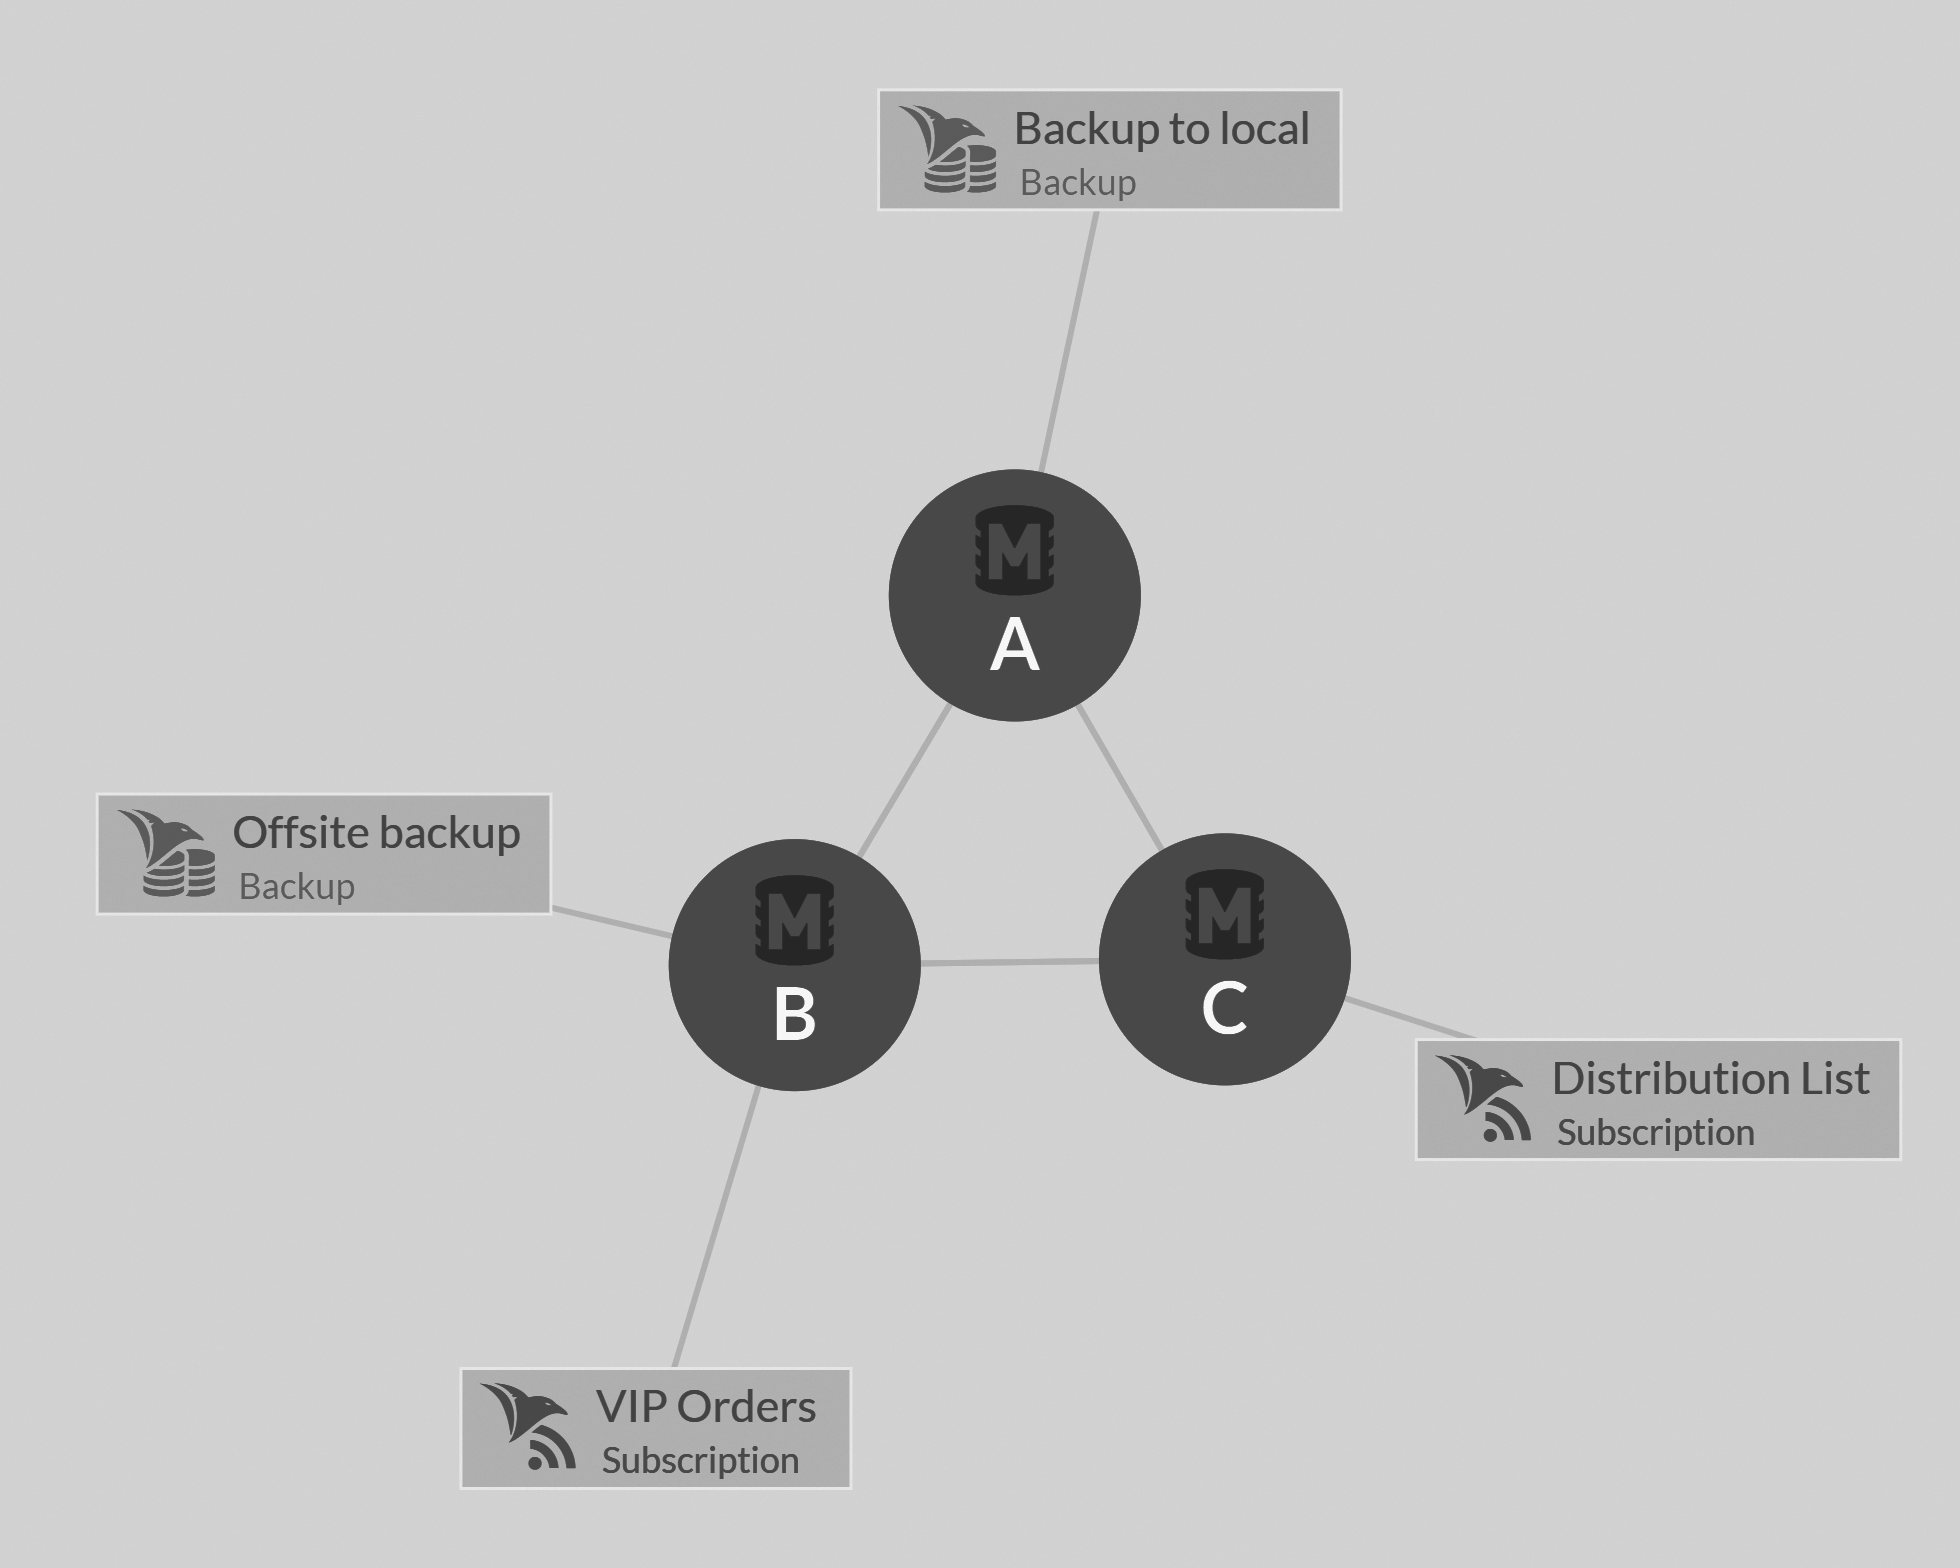 Backup to local
Backup
M
A
Offsite backup
Backup
M
B
M
C
Distribution List
Subscription
VIP Orders
Subscription